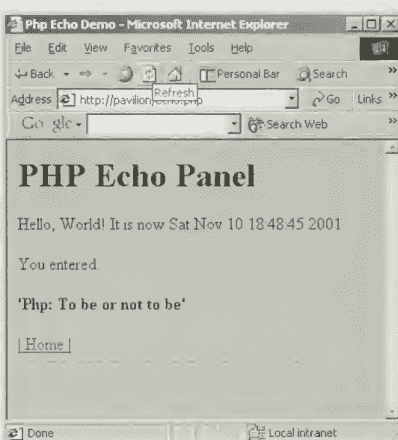 Php Echo Demo - Microsoft Internet Explorer
File Edit View Favorites Tools Help
Back Personal Bar Search »
Address http://pavilion/echo.php Go Links »
Refresh
Google Search Web »
PHP Echo Panel
Hello, World! It is now Sat Nov 10 18:48:45 2001
You entered:
'Php: To be or not to be'
| Home |
Done Local intranet